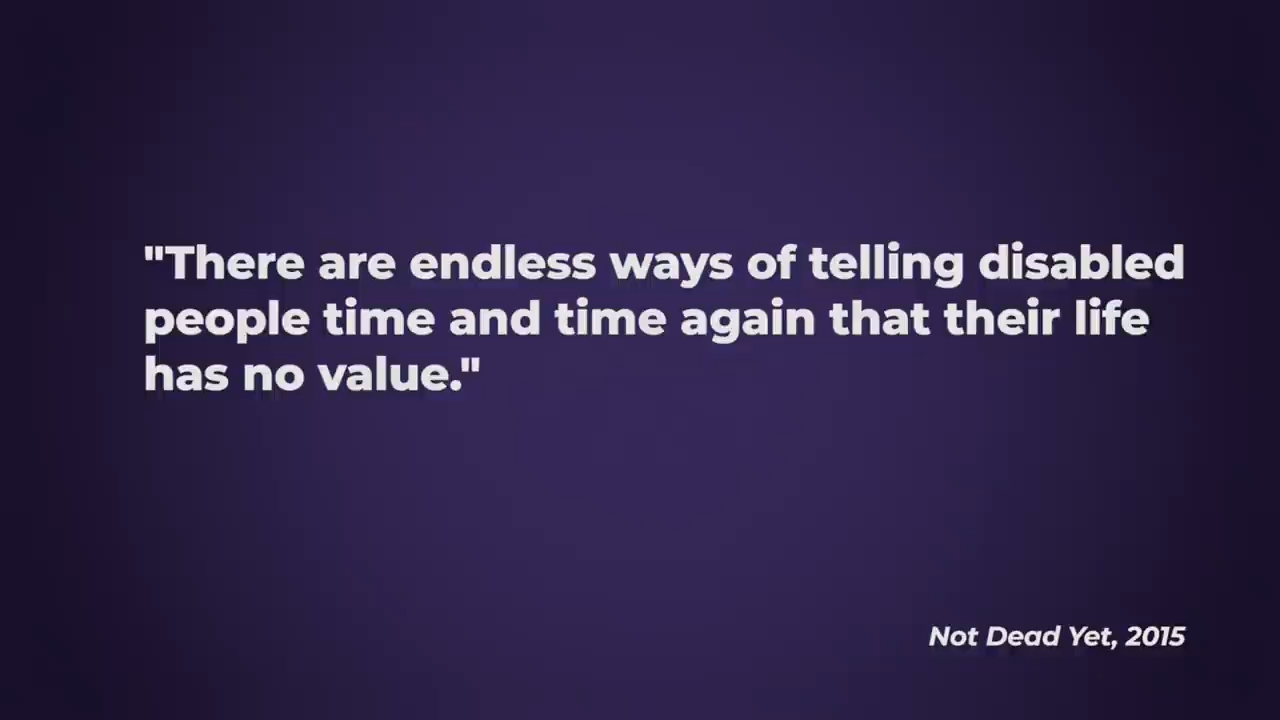 "There are endless ways of telling disabled
people time and time again that their life
has no value."
Not Dead Yet, 2015